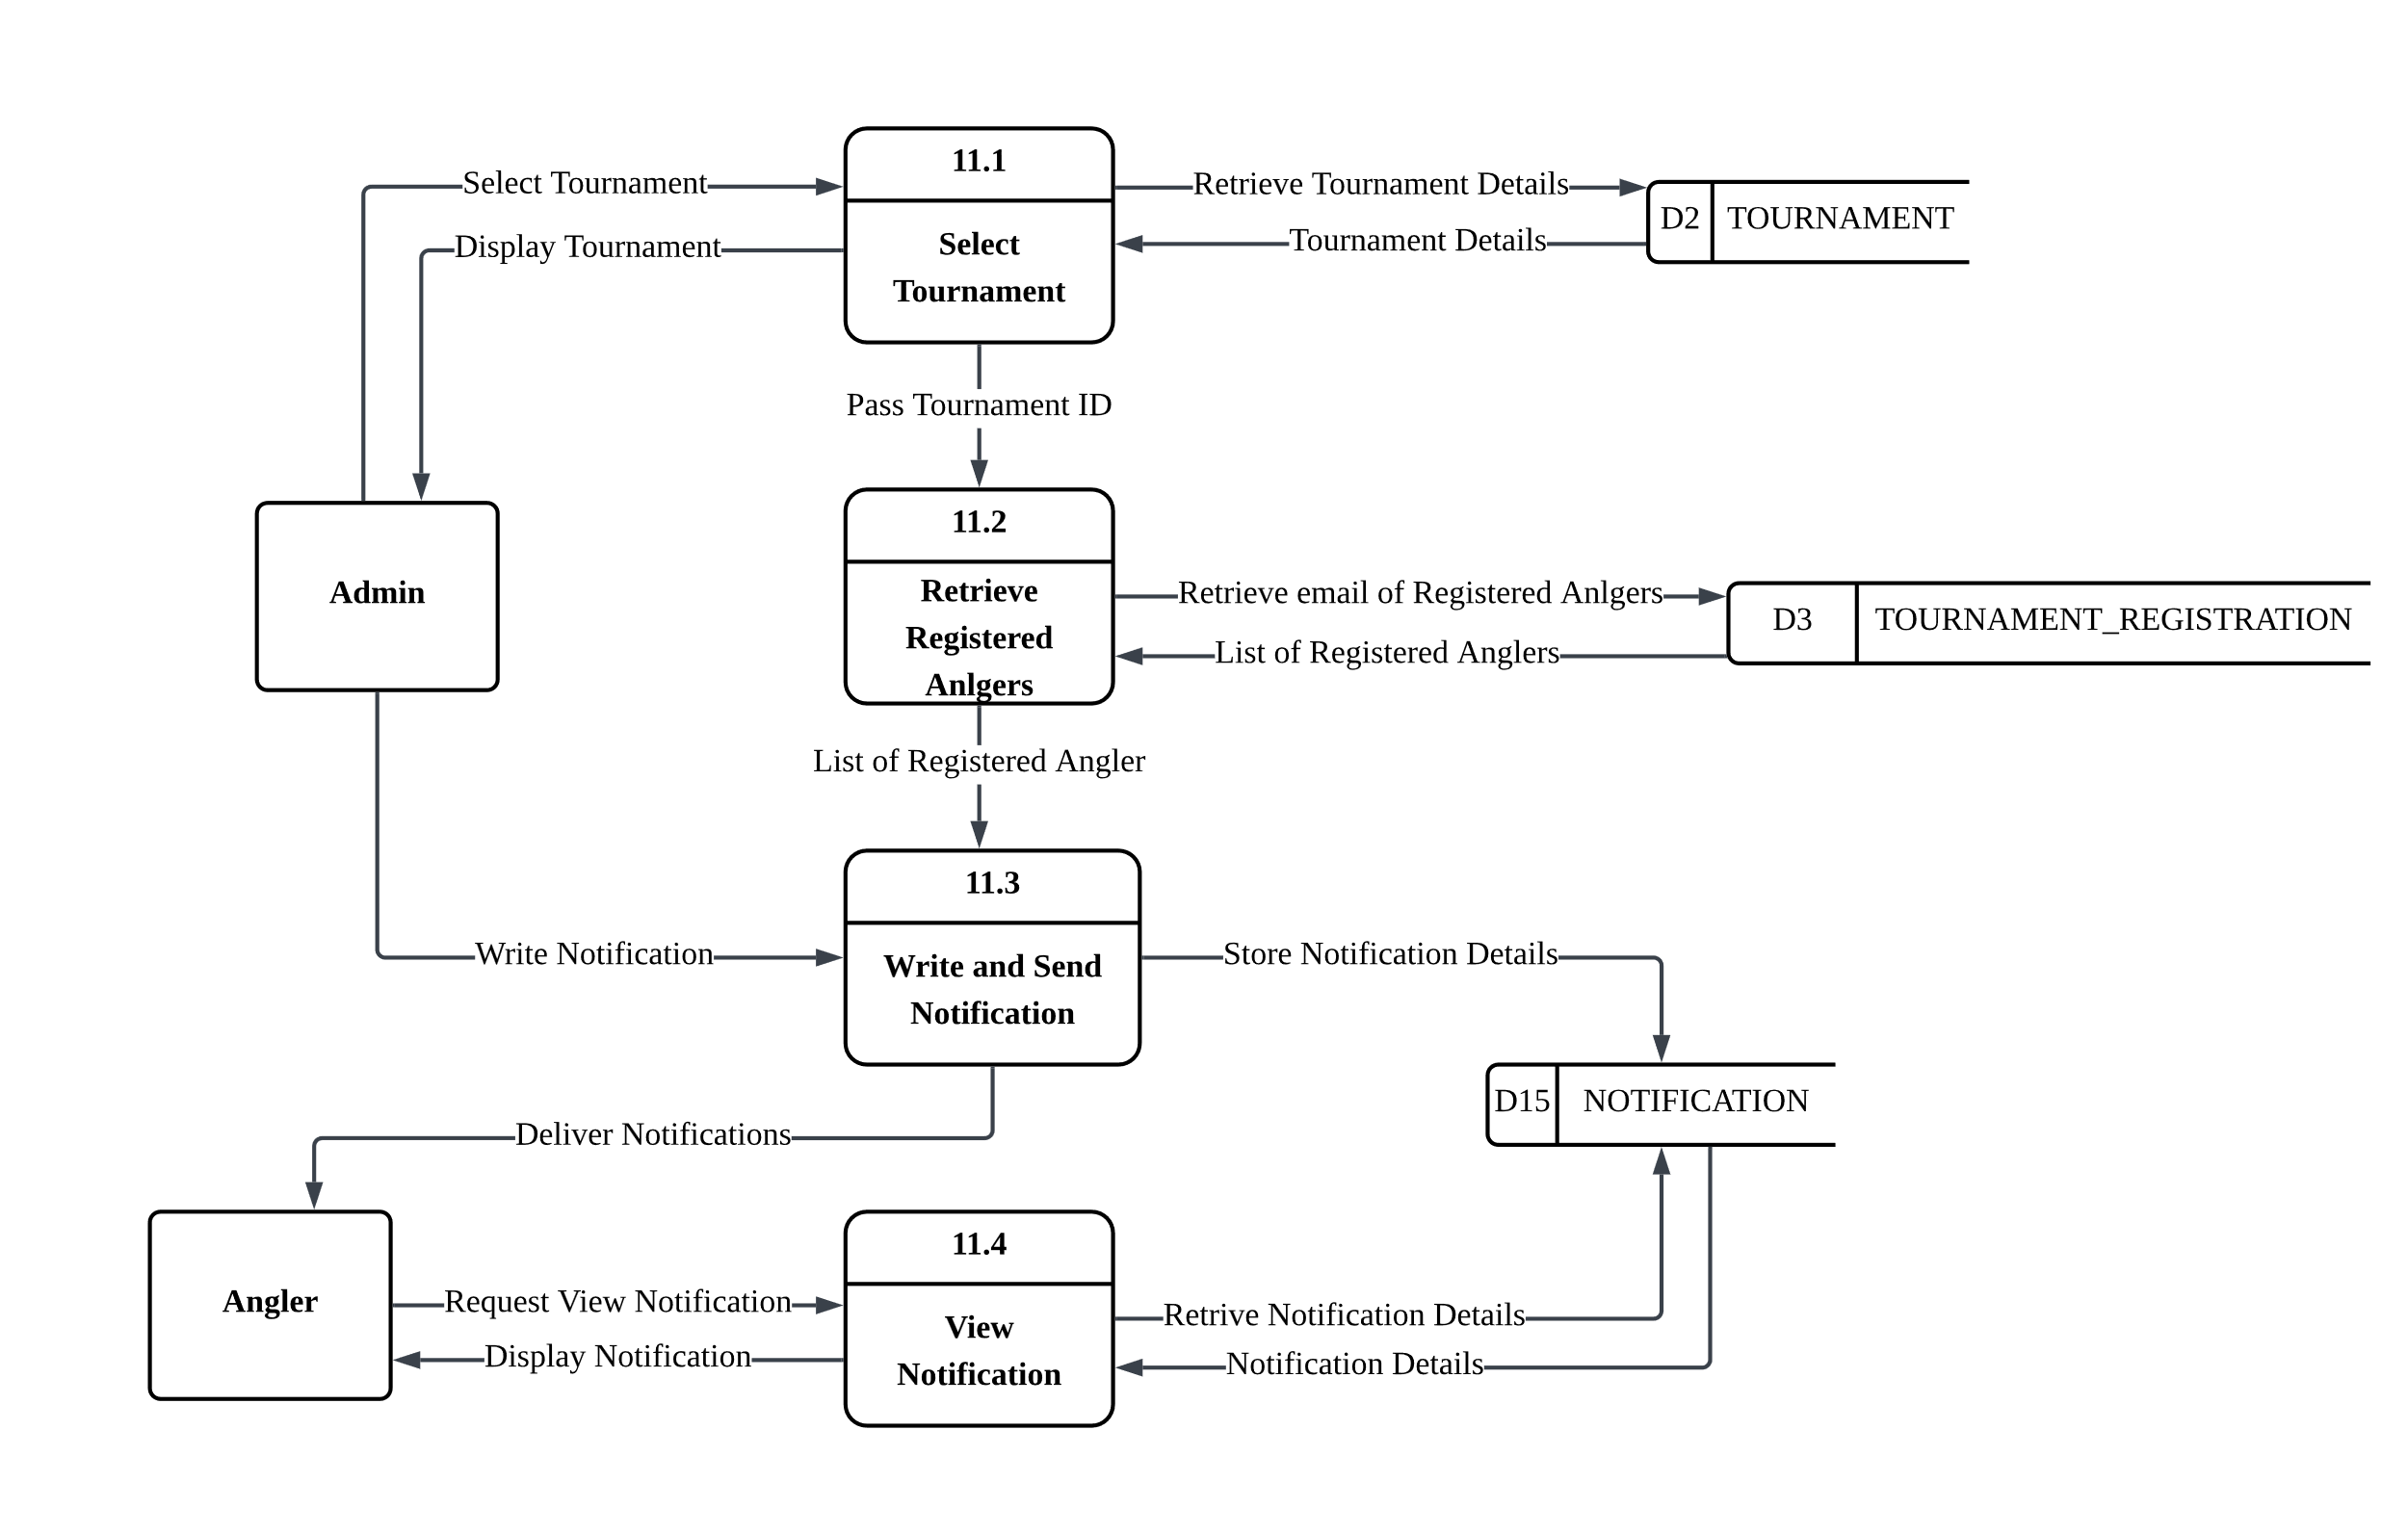 11.1
Select Tournament
Retrieve Tournament Details
D2
TOURNAMENT
Display Tournament
Select
Tournament
Tournament Details
Pass Tournament ID
11.2
Admin
Retrieve
Registered
Anlgers
Retrieve email of Registered Anlgers
D3
TOURNAMENT_REGISTRATION
List of Registered Anglers
List of Registered Angler
11.3
Write Notification
Write and Send
Notification
Store Notification Details
D15
NOTIFICATION
Deliver Notifications
11.4
Angler
Request View Notification
View
Notification
Retrive Notification Details
Display Notification
Notification Details